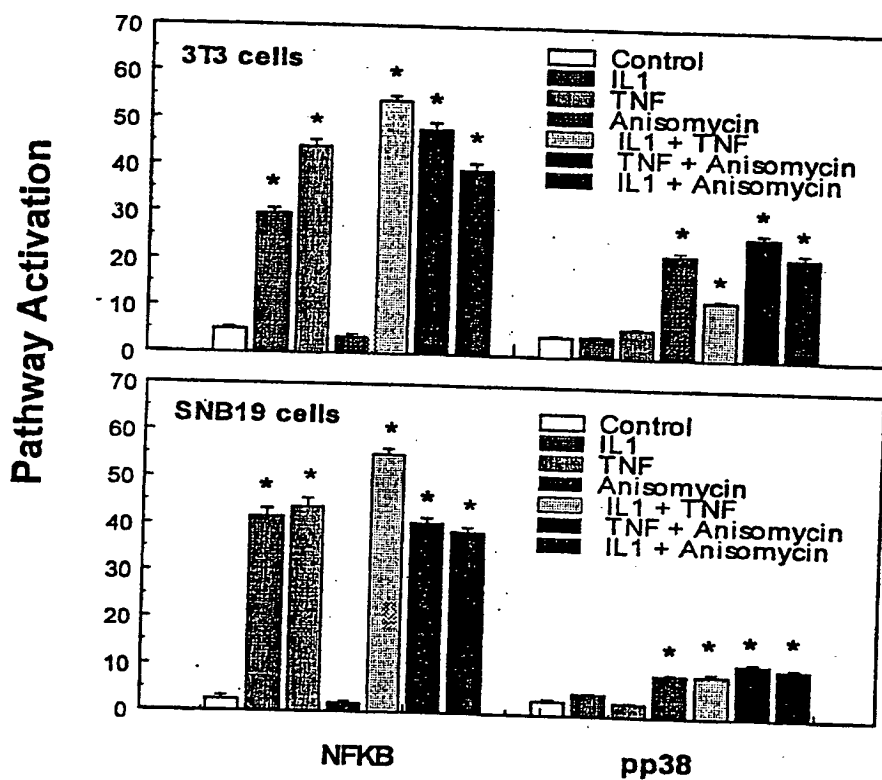 Pathway Activation
70
60
50
40
30
20
10
0
3T3 cells
*
*
*
*
*
*
*
*
*
Control
IL1
TNF
Anisomycin
IL1 + TNF
TNF + Anisomycin
IL1 + Anisomycin
70
60
50
40
30
20
10
0
SNB19 cells
*
*
*
*
*
*
*
*
*
Control
IL1
TNF
Anisomycin
IL1 + TNF
TNF + Anisomycin
IL1 + Anisomycin
NFKB
pp38